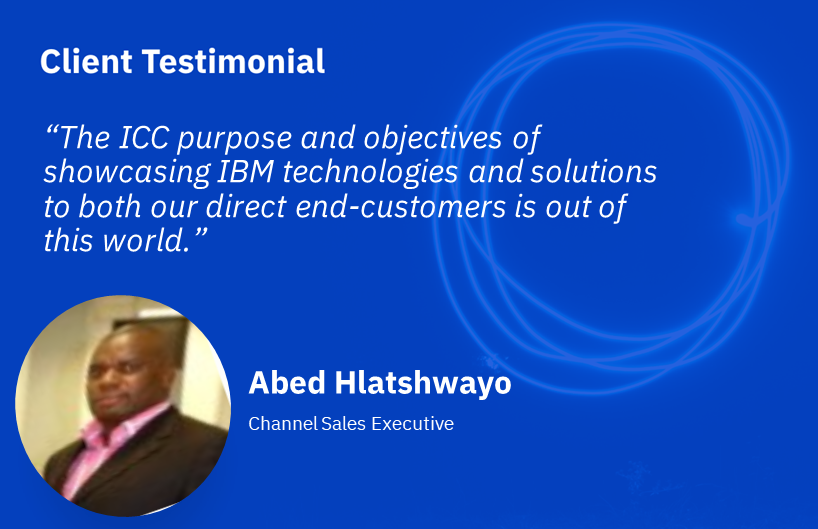 Client Testimonial
“The ICC purpose and objectives of
showcasing IBM technologies and solutions
to both our direct end-customers is out of
this world.”
Abed Hlatshwayo
Channel Sales Executive